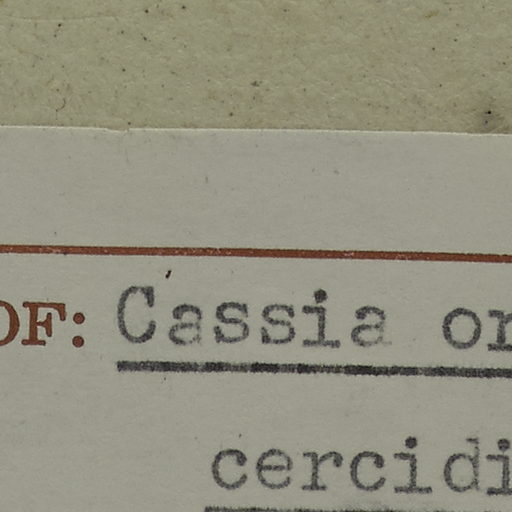 OF: Cassia or
cercidi